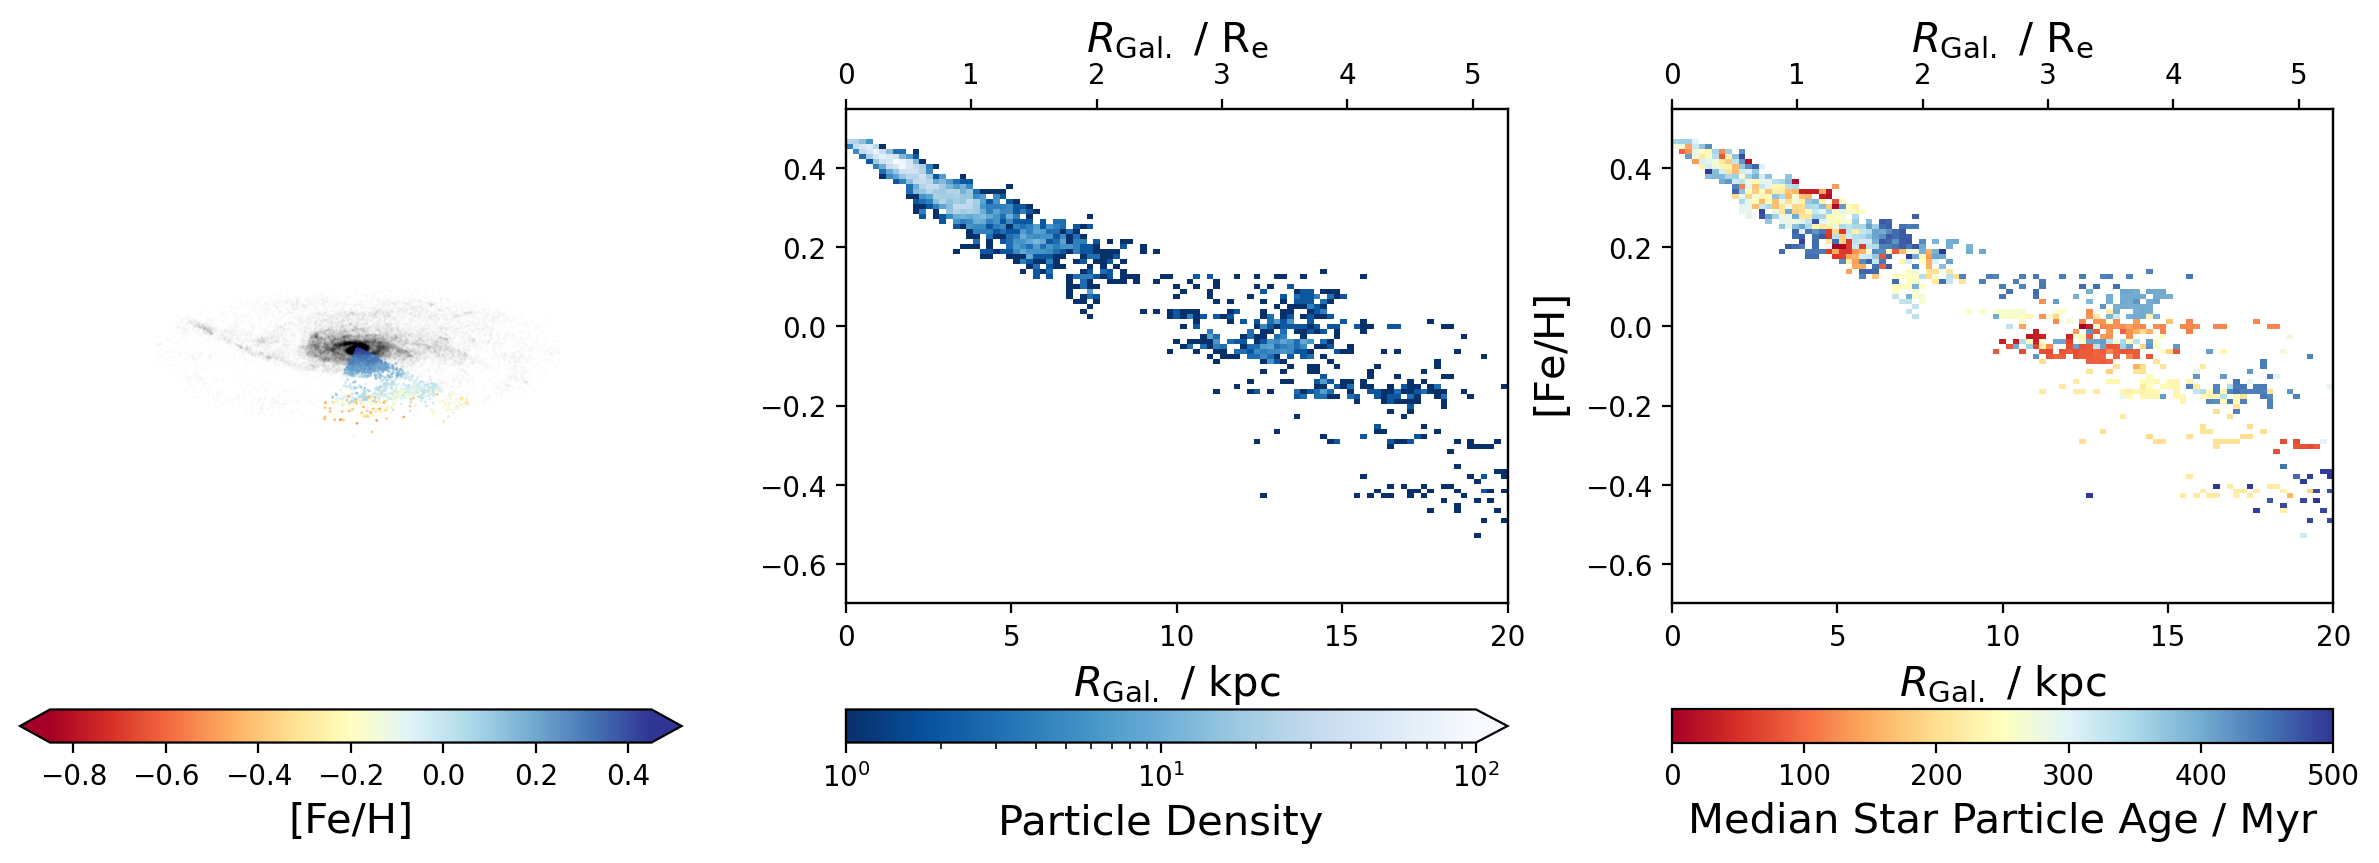 R_Gal. / R_e
0 1 2 3 4 5
0.4
0.2
0.0
−0.2
−0.4
−0.6
0 5 10 15 20
R_Gal. / kpc
R_Gal. / R_e
0 1 2 3 4 5
[Fe/H]
0.4
0.2
0.0
−0.2
−0.4
−0.6
0 5 10 15 20
R_Gal. / kpc
−0.8 −0.6 −0.4 −0.2 0.0 0.2 0.4
[Fe/H]
10^0 10^1 10^2
Particle Density
0 100 200 300 400 500
Median Star Particle Age / Myr